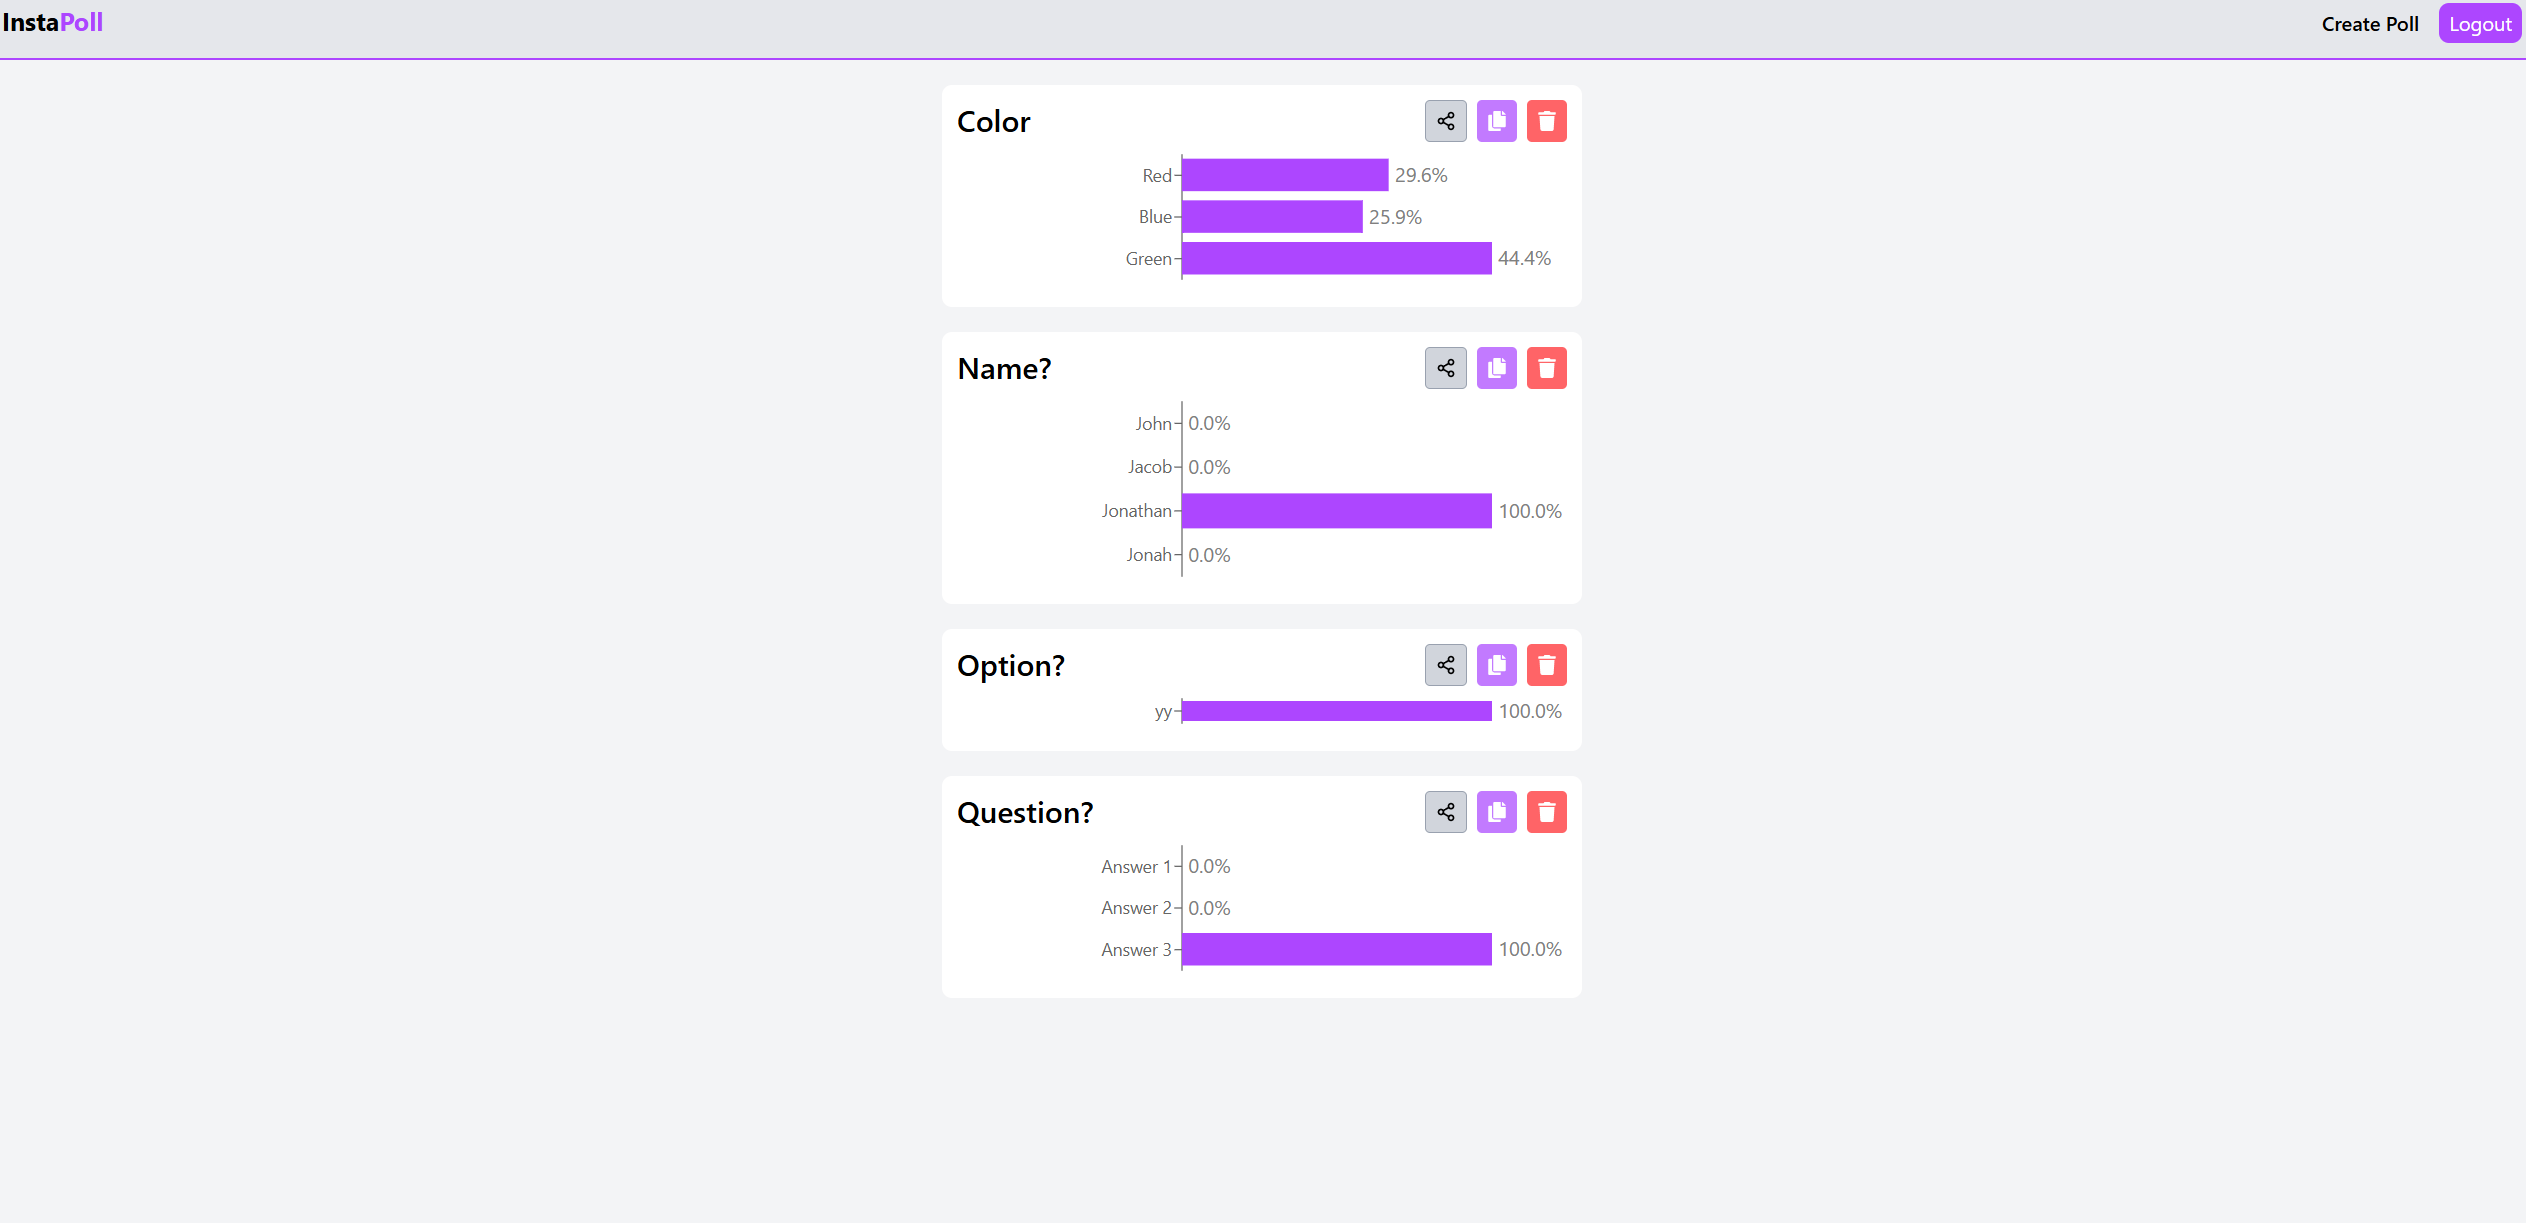 InstaPoll
Create Poll
Logout
Color
Red 29.6%
Blue 25.9%
Green 44.4%
Name?
John 0.0%
Jacob 0.0%
Jonathan 100.0%
Jonah 0.0%
Option?
yy 100.0%
Question?
Answer 1 0.0%
Answer 2 0.0%
Answer 3 100.0%